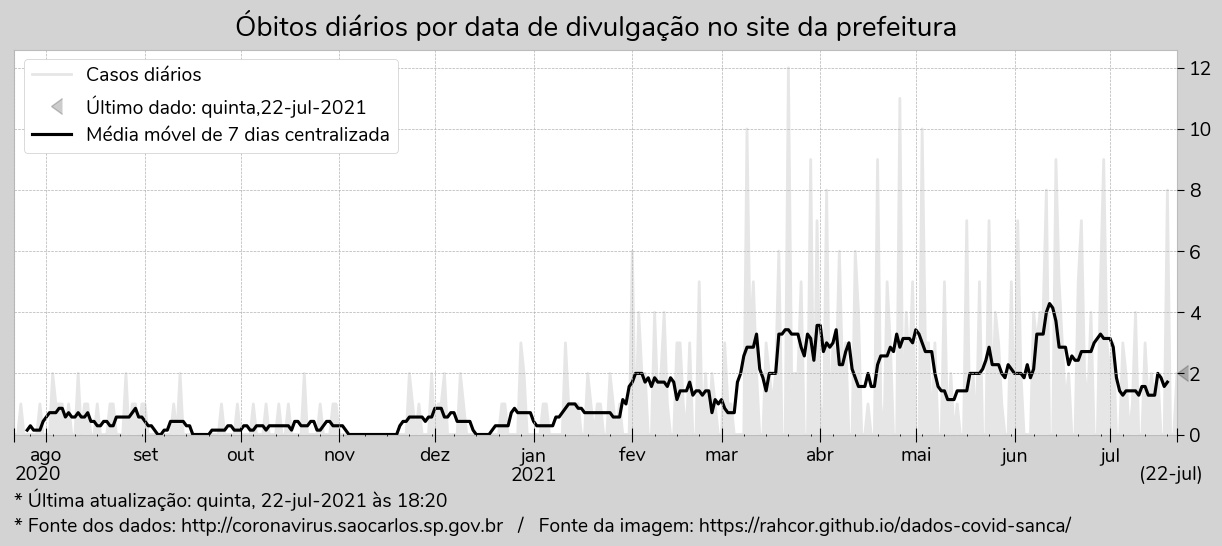 Óbitos diários por data de divulgação no site da prefeitura
Casos diários
Último dado: quinta,22-jul-2021
Média móvel de 7 dias centralizada
12
10
8
6
4
2
0
ago set out nov dez jan fev mar abr mai jun jul
2020 2021 (22-jul)
* Última atualização: quinta, 22-jul-2021 às 18:20
* Fonte dos dados: http://coronavirus.saocarlos.sp.gov.br / Fonte da imagem: https://rahcor.github.io/dados-covid-sanca/